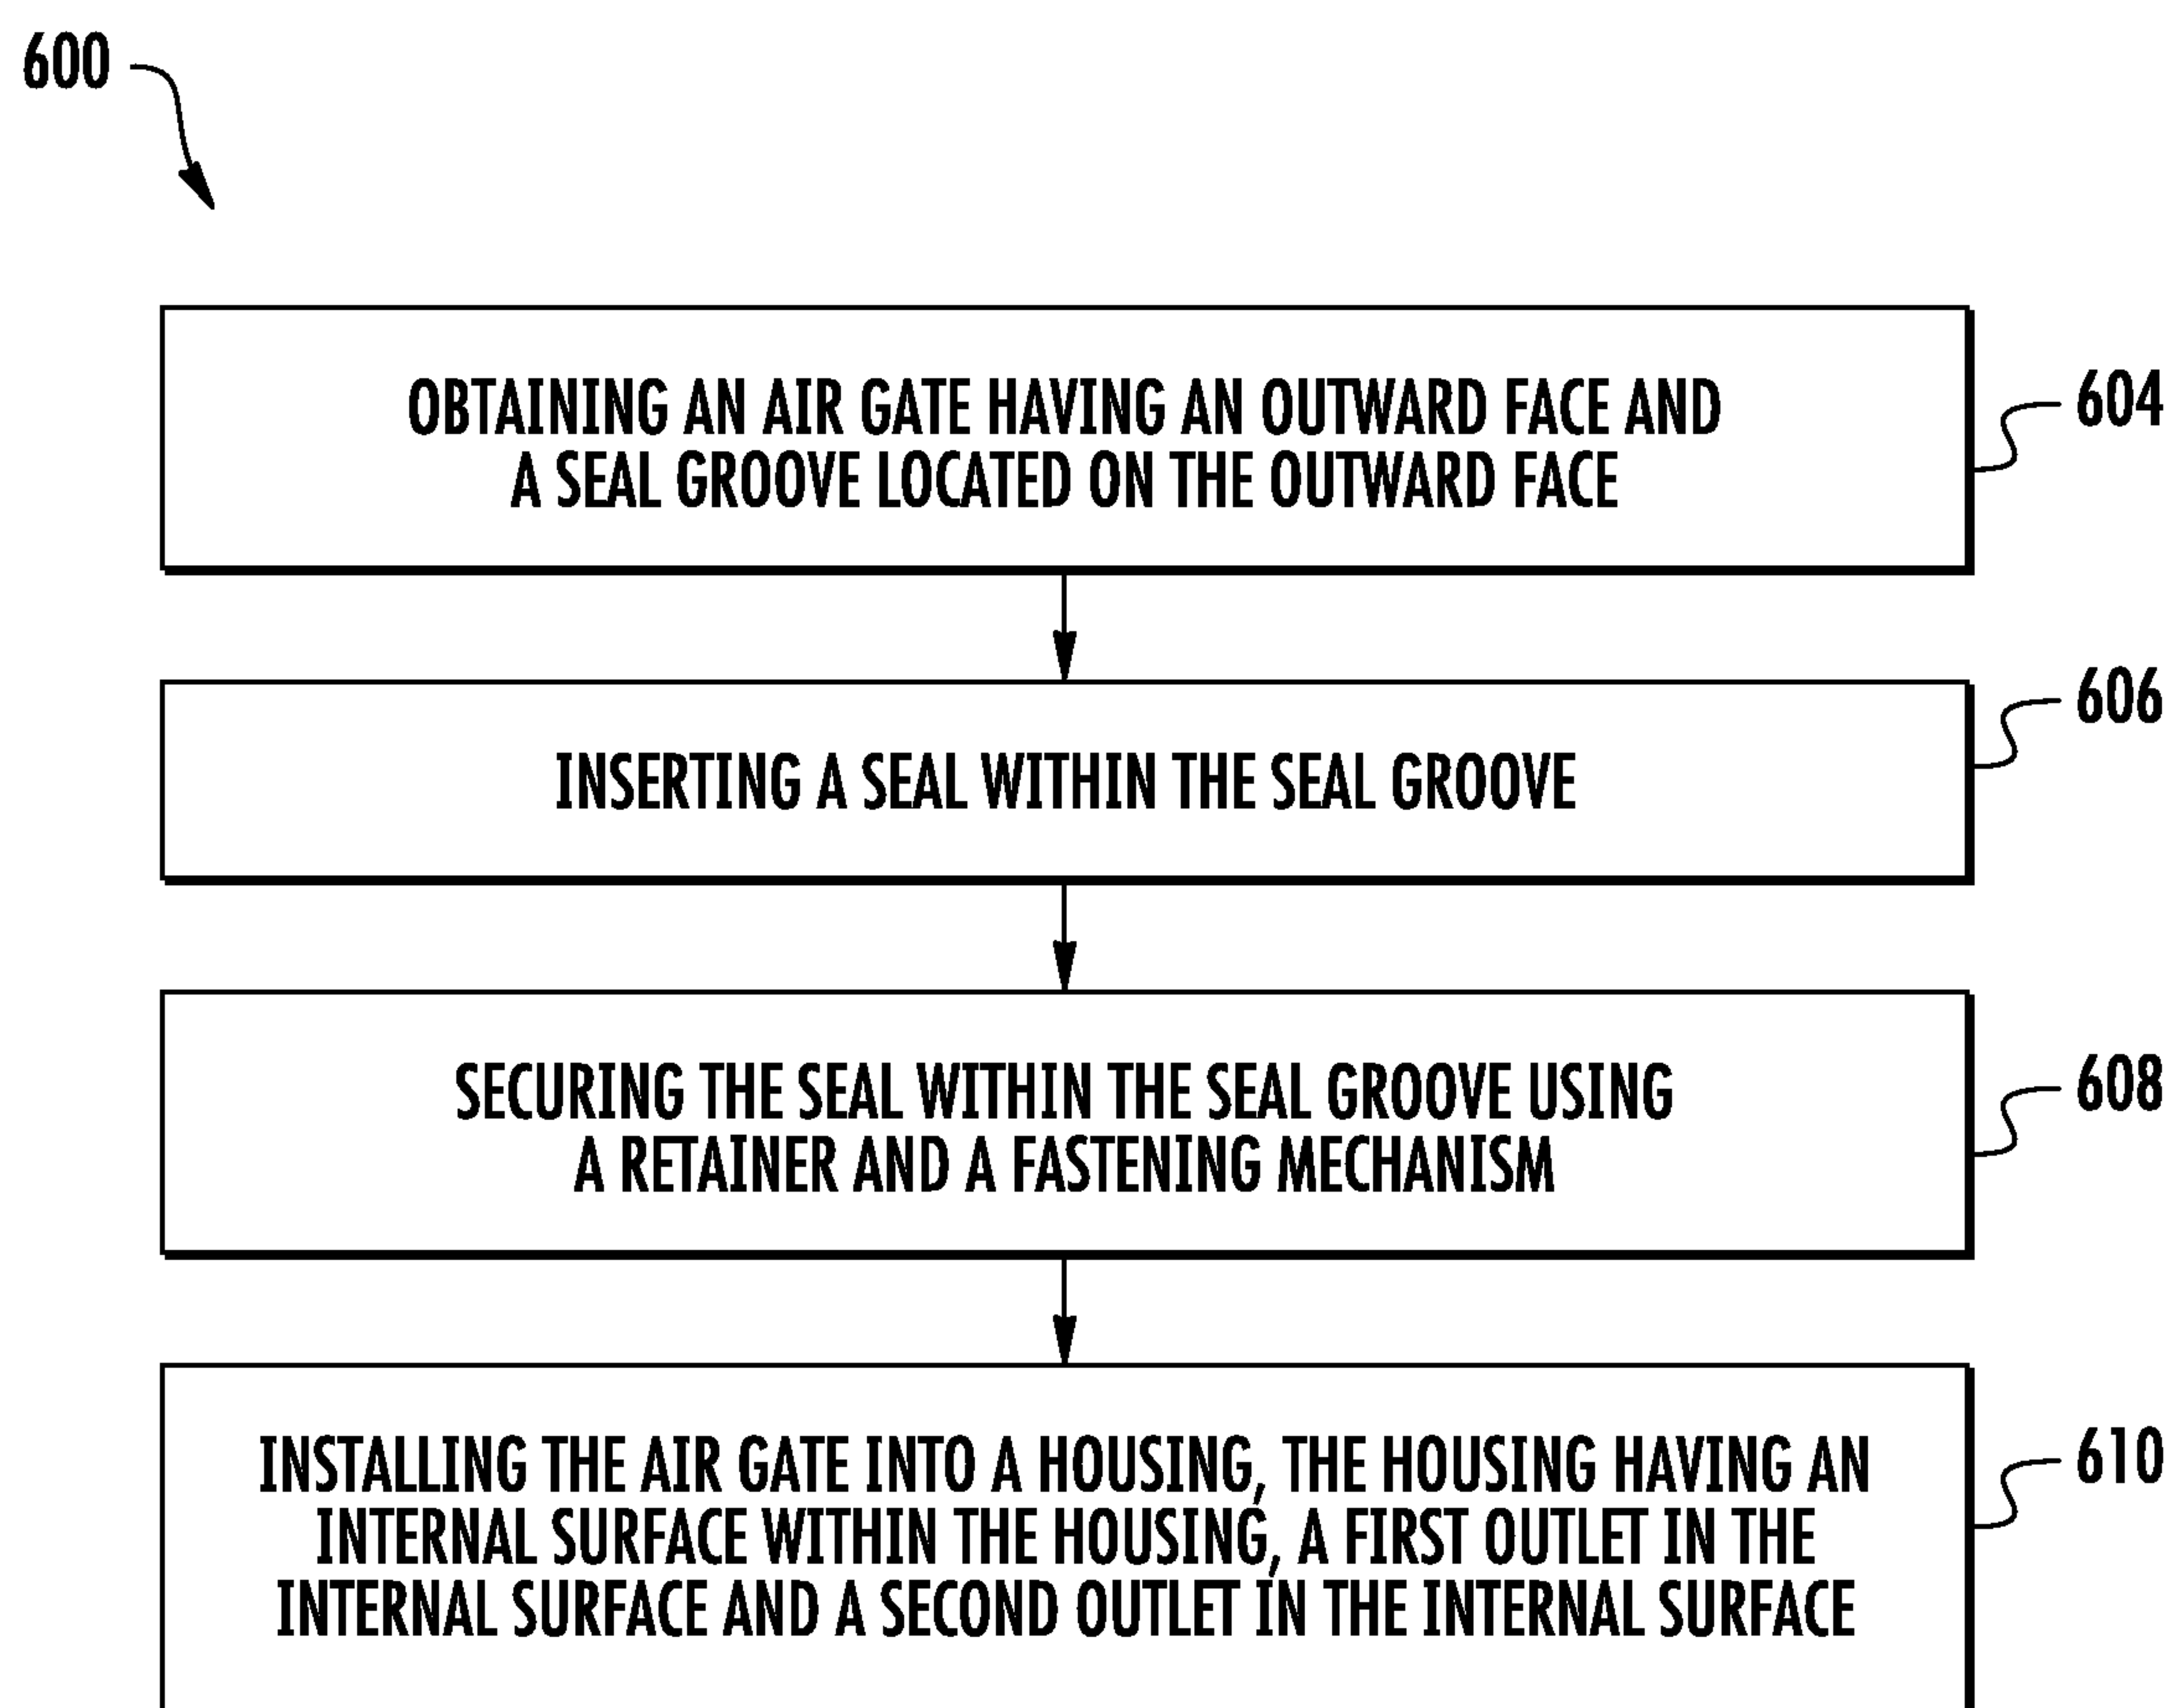 600
OBTAINING AN AIR GATE HAVING AN OUTWARD FACE AND
A SEAL GROOVE LOCATED ON THE OUTWARD FACE
604
INSERTING A SEAL WITHIN THE SEAL GROOVE
606
SECURING THE SEAL WITHIN THE SEAL GROOVE USING
A RETAINER AND A FASTENING MECHANISM
608
INSTALLING THE AIR GATE INTO A HOUSING, THE HOUSING HAVING AN
INTERNAL SURFACE WITHIN THE HOUSING, A FIRST OUTLET IN THE
INTERNAL SURFACE AND A SECOND OUTLET IN THE INTERNAL SURFACE
610